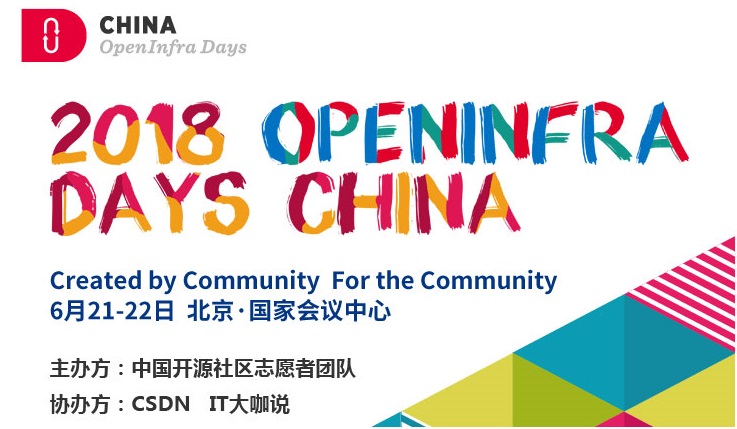 CHINA
OpenInfra Days
2018 OPENINFRA
DAYS CHINA
Created by Community For the Community
6月21-22日 北京·国家会议中心
主办方：中国开源社区志愿者团队
协办方：CSDN IT大咖说